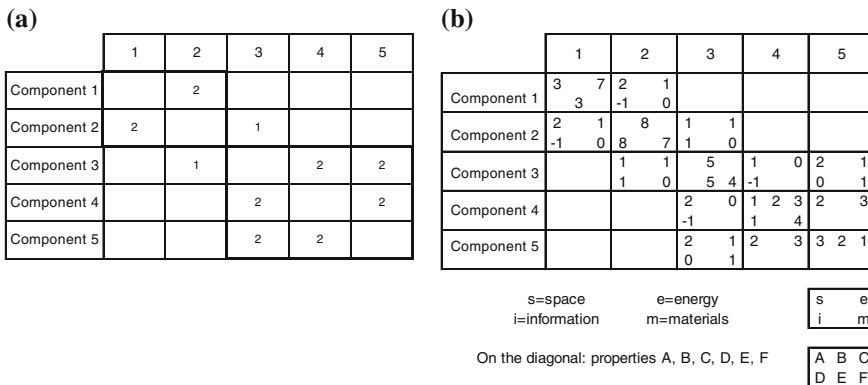 (a)
1 2 3 4 5
Component 1 2
Component 2 2 1
Component 3 1 2 2
Component 4 2 2
Component 5 2 2
(b)
1 2 3 4 5
3 7 2 1
Component 1
3 -1 0
2 1 8 1 1
Component 2
-1 0 8 7 1 0
1 1 5 1 0 2 1
Component 3
1 0 5 4 -1 0 1
2 0 1 2 3 2 3
Component 4
-1 1 4
2 1 2 3 3 2 1
Component 5
0 1
s=space e=energy s e
i=information m=materials i m
On the diagonal: properties A, B, C, D, E, F A B C
D E F